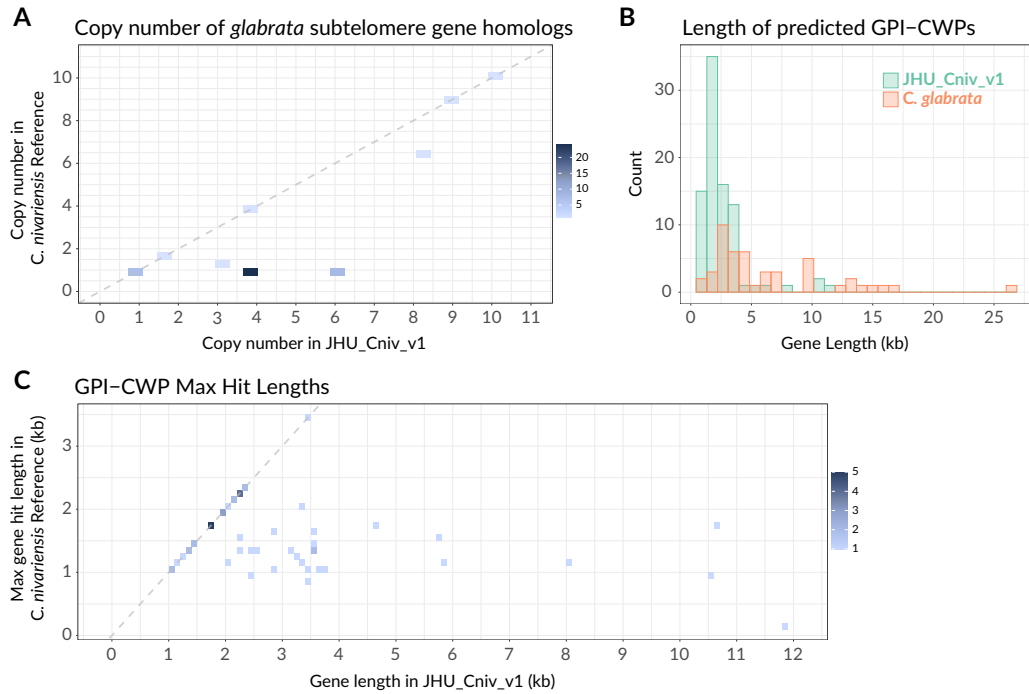 A
Copy number of glabrata subtelomere gene homologs
Copy number in
C. nivariensis Reference
10
8
6
4
2
0
0 1 2 3 4 5 6 7 8 9 10 11
Copy number in JHU_Cniv_v1
20
15
10
5
B
Length of predicted GPI−CWPs
Count
30
20
10
0
0 5 10 15 20 25
Gene Length (kb)
JHU_Cniv_v1
C. glabrata
C
GPI−CWP Max Hit Lengths
Max gene hit length in
C. nivariensis Reference (kb)
3
2
1
0
0 1 2 3 4 5 6 7 8 9 10 11 12
Gene length in JHU_Cniv_v1 (kb)
5
4
3
2
1